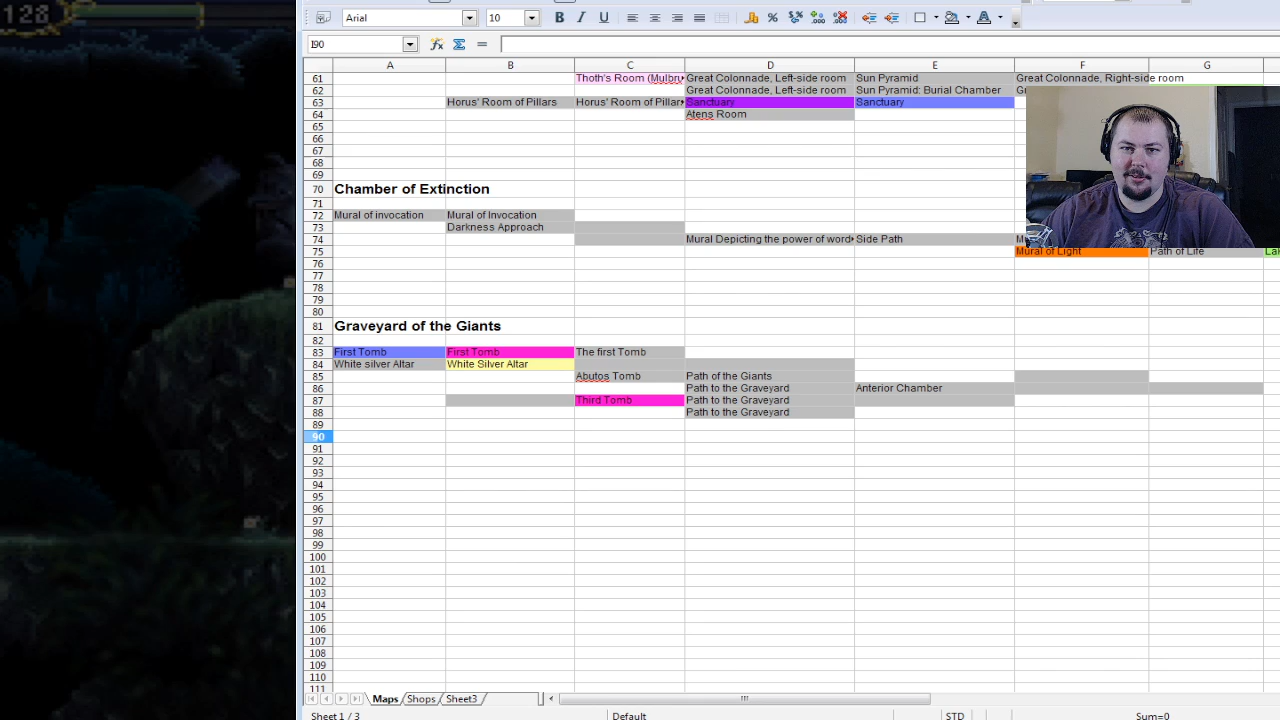 128
Arial 10 B I U
I90
A B C D E F G
61 Thoth's Room (Mulbru Great Colonnade, Left-side room Sun Pyramid Great Colonnade, Right-side room
62 Great Colonnade, Left-side room Sun Pyramid: Burial Chamber
63 Horus' Room of Pillars Horus' Room of Pillar Sanctuary Sanctuary
64 Atens Room
65
66
67
68
69
70 Chamber of Extinction
71
72 Mural of invocation Mural of Invocation
73 Darkness Approach
74 Mural Depicting the power of word Side Path
75 Mural of Light Path of Life
76
77
78
79
80
81 Graveyard of the Giants
82
83 First Tomb First Tomb The first Tomb
84 White silver Altar White Silver Altar
85 Abutos Tomb Path of the Giants
86 Path to the Graveyard Anterior Chamber
87 Third Tomb Path to the Graveyard
88 Path to the Graveyard
89
90
91
92
93
94
95
96
97
98
99
100
101
102
103
104
105
106
107
108
109
110
111
Maps Shops Sheet3
Sheet 1 / 3 Default STD Sum=0